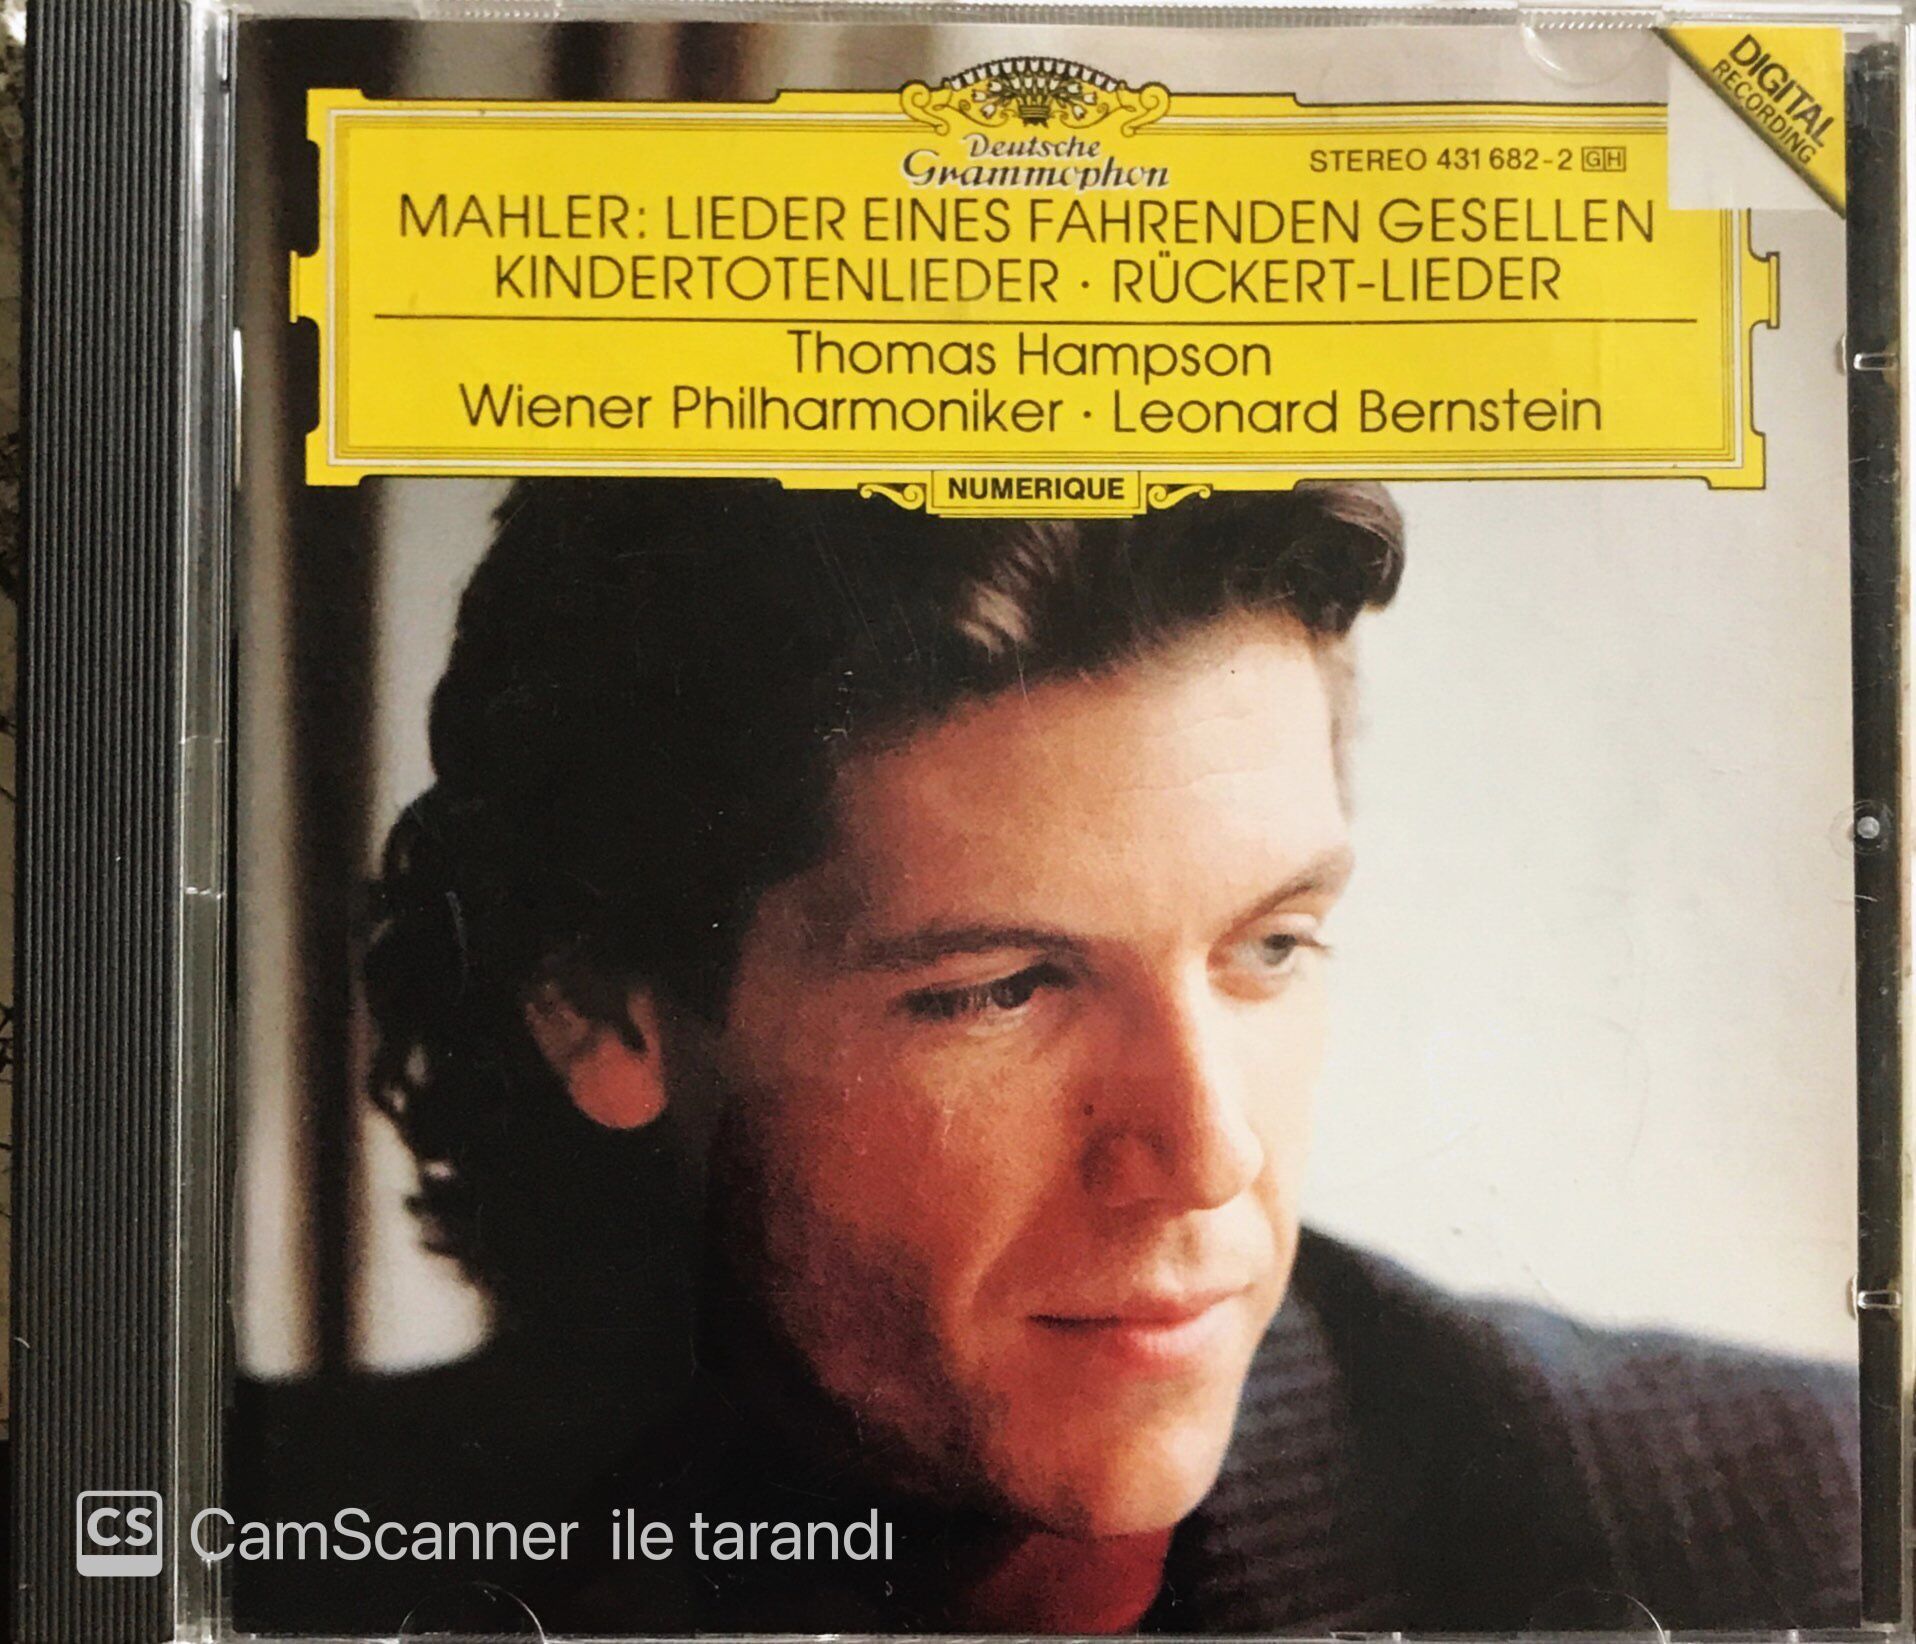 DIGITAL
RECORDING
Deutsche
Grammophon
STEREO 431 682-2 GH
MAHLER: LIEDER EINES FAHRENDEN GESELLEN
KINDERTOTENLIEDER · RÜCKERT-LIEDER
Thomas Hampson
Wiener Philharmoniker · Leonard Bernstein
NUMERIQUE
CS CamScanner ile tarandı